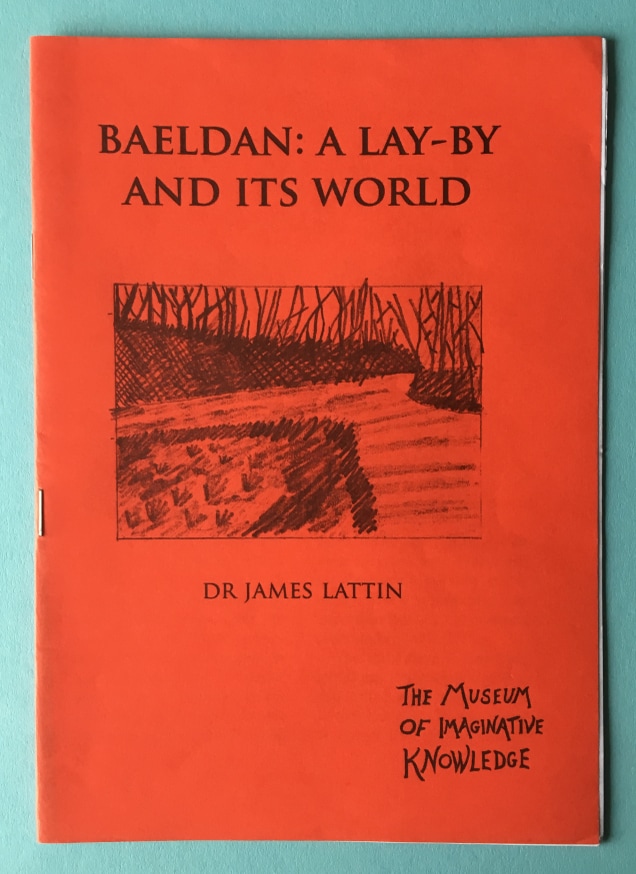 BAELDAN: A LAY-BY
AND ITS WORLD
DR JAMES LATTIN
THE MUSEUM
OF IMAGINATIVE
KNOWLEDGE